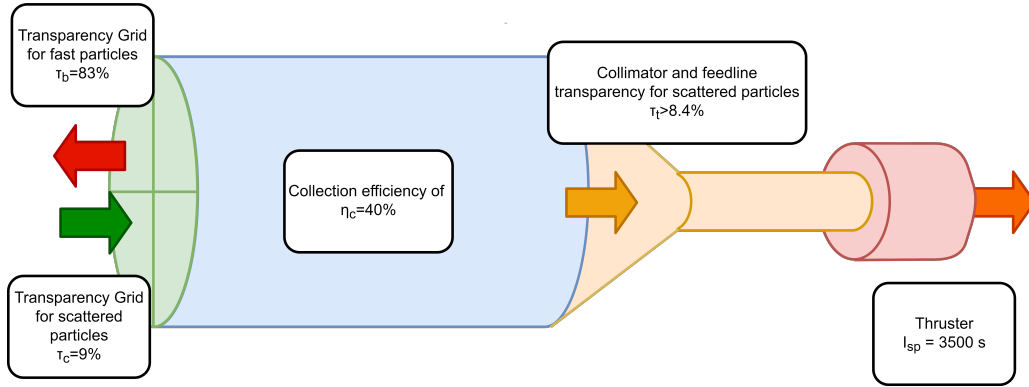 Transparency Grid
for fast particles
τb=83%
Collimator and feedline
transparency for scattered particles
τt>8.4%
Collection efficiency of
ηc=40%
Transparency Grid
for scattered
particles
τc=9%
Thruster
Isp = 3500 s